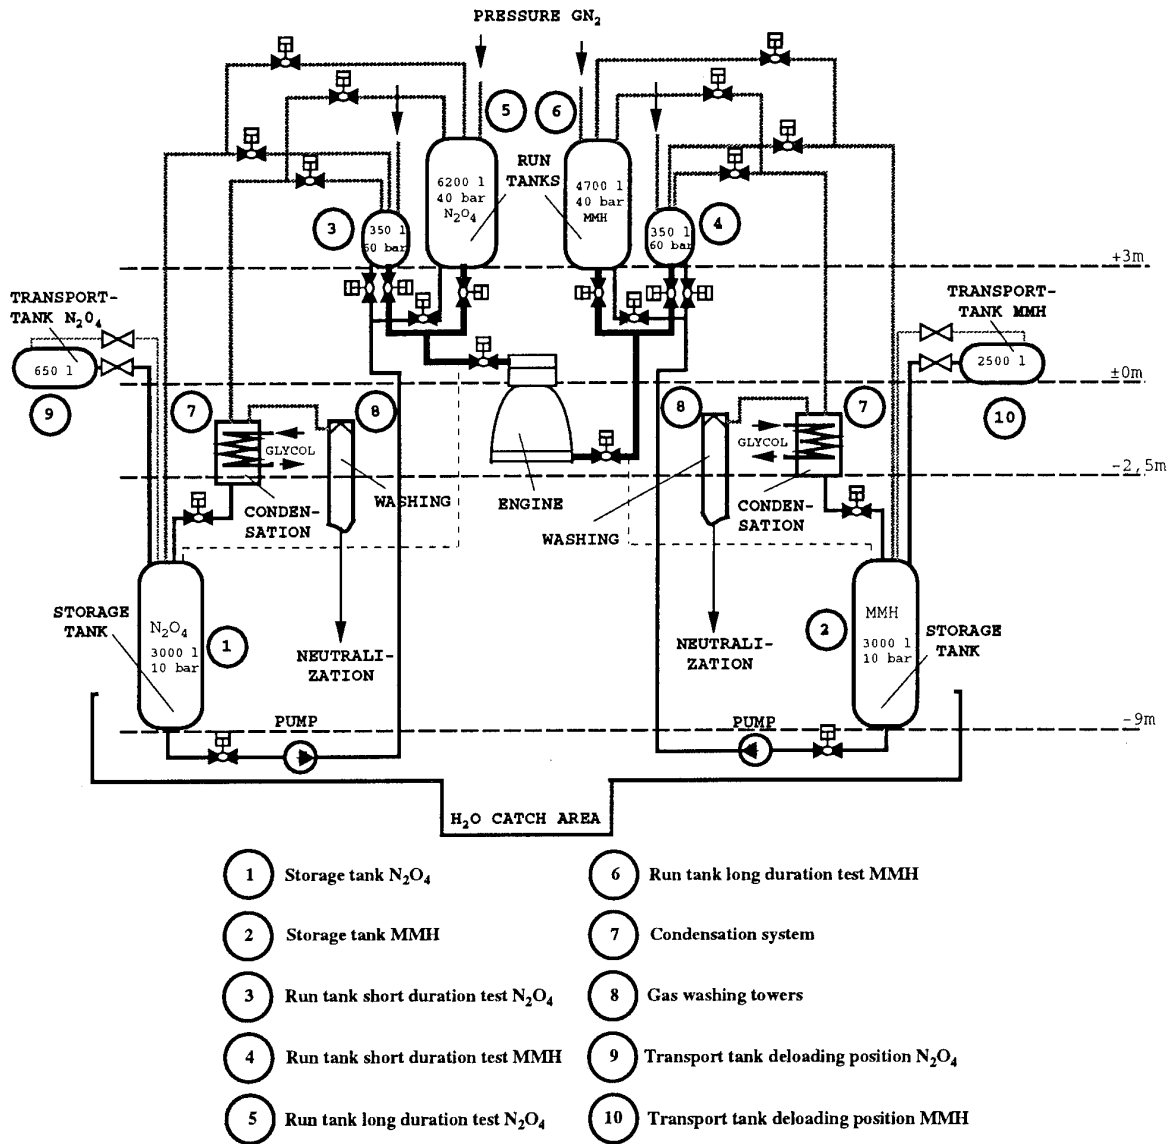 PRESSURE GN₂
5
6
6200 l
40 bar
N₂O₄
RUN
TANKS
4700 l
40 bar
MMH
3
350 l
60 bar
350 l
60 bar
4
+3m
TRANSPORT-
TANK N₂O₄
650 l
9
TRANSPORT-
TANK MMH
2500 l
10
±0m
7
8
GLYCOL
CONDEN-
SATION
WASHING
ENGINE
8
7
GLYCOL
WASHING
CONDEN-
SATION
-2,5m
STORAGE
TANK
N₂O₄
3000 l
10 bar
1
NEUTRALI-
ZATION
NEUTRALI-
ZATION
2
MMH
3000 l
10 bar
STORAGE
TANK
PUMP
PUMP
-9m
H₂O CATCH AREA
1 Storage tank N₂O₄
2 Storage tank MMH
3 Run tank short duration test N₂O₄
4 Run tank short duration test MMH
5 Run tank long duration test N₂O₄
6 Run tank long duration test MMH
7 Condensation system
8 Gas washing towers
9 Transport tank deloading position N₂O₄
10 Transport tank deloading position MMH